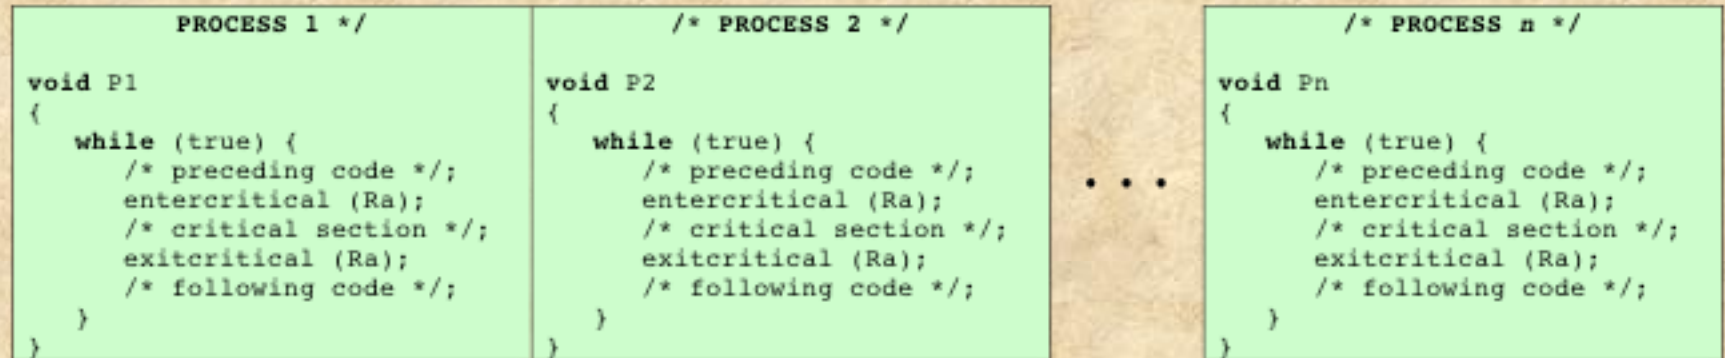 PROCESS 1 */
void P1
{
while (true) {
/* preceding code */;
entercritical (Ra);
/* critical section */;
exitcritical (Ra);
/* following code */;
}
}
/* PROCESS 2 */
void P2
{
while (true) {
/* preceding code */;
entercritical (Ra);
/* critical section */;
exitcritical (Ra);
/* following code */;
}
}
• • •
/* PROCESS n */
void Pn
{
while (true) {
/* preceding code */;
entercritical (Ra);
/* critical section */;
exitcritical (Ra);
/* following code */;
}
}